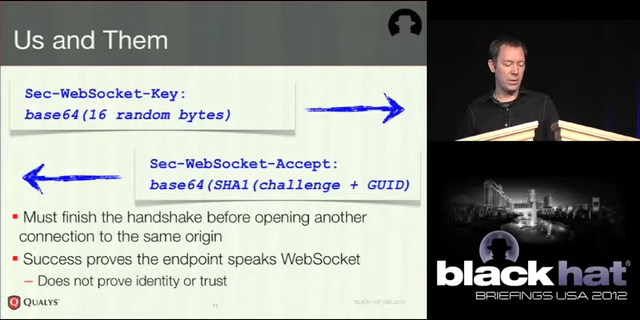 Us and Them
Sec-WebSocket-Key:
base64(16 random bytes)
Sec-WebSocket-Accept:
base64(SHA1(challenge + GUID)
Must finish the handshake before opening another
connection to the same origin
Success proves the endpoint speaks WebSocket
– Does not prove identity or trust
QUALYS®
11
BLACK HAT USA 2012
black hat®
BRIEFINGS USA 2012